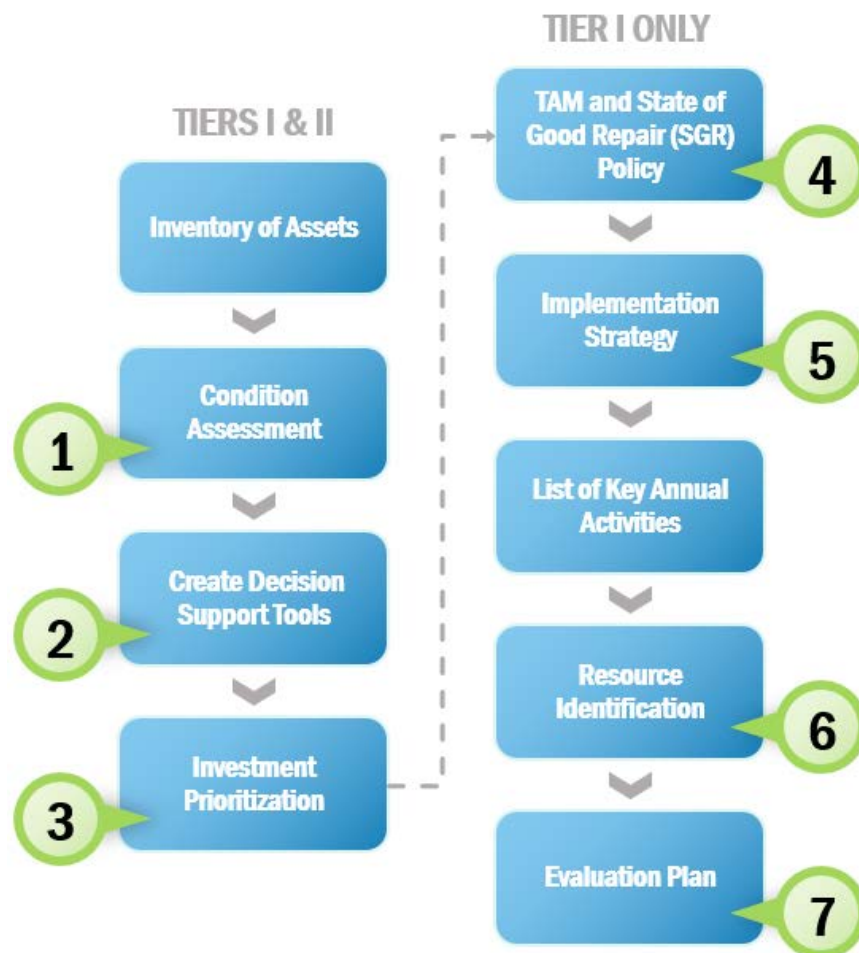 TIERS I & II
Inventory of Assets
Condition
Assessment
1
Create Decision
Support Tools
2
Investment
Prioritization
3
TIER I ONLY
TAM and State of
Good Repair (SGR)
Policy
4
Implementation
Strategy
5
List of Key Annual
Activities
Resource
Identification
6
Evaluation Plan
7